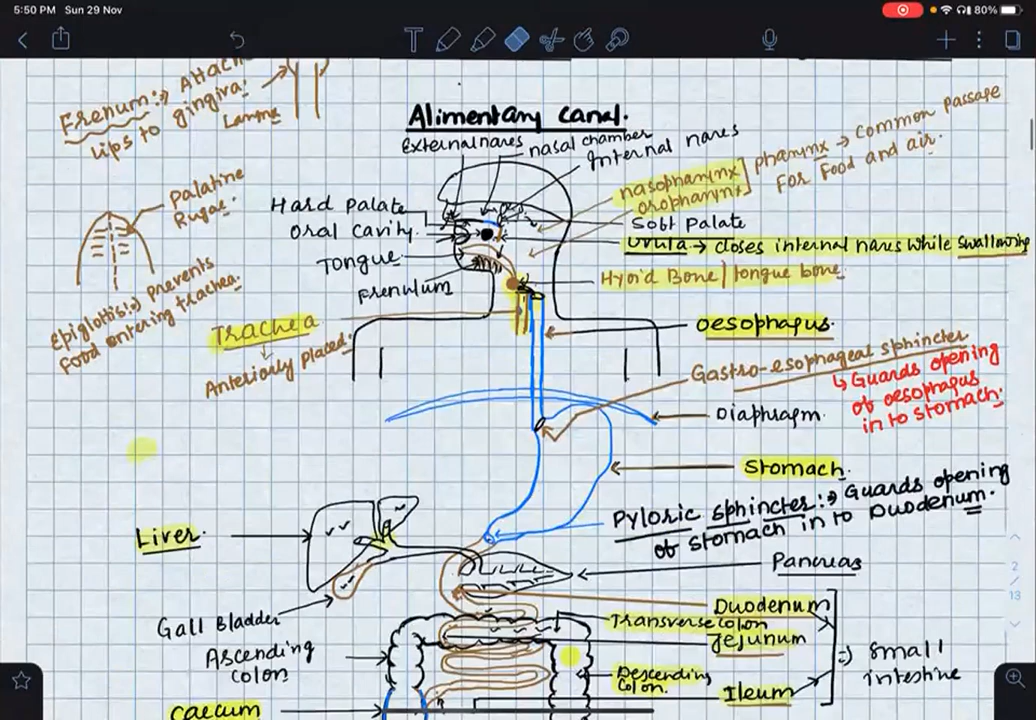 5:50 PM Sun 29 Nov
80%
Frenum:→ Attach
lips to gingiva.
Lamina
Alimentary canal.
External nares
nasal chamber
Internal nares
nasopharynx
oropharynx
pharynx → Common passage
For Food and air.
Palatine
Rugae.
Hard Palate
Oral Cavity.
Tongue
Frenulum
Soft Palate
Uvula → closes internal nares while swallowing
Hyoid Bone/tongue bone
Epiglottis:→ Prevents
Food entering trachea.
Trachea
Anteriorly placed.
oesophagus.
Gastro-esophageal sphincter
↳ Guards opening
of oesophagus
in to stomach.
Diaphragm.
Stomach.
Pyloric sphincter:→ Guards opening
of stomach in to Duodenum.
Liver.
Pancreas
Gall Bladder
Duodenum
Transverse colon
Jejunum
Ascending
Colon
Descending
Colon.
Ileum
Small
intestine
Caecum
2
/
13